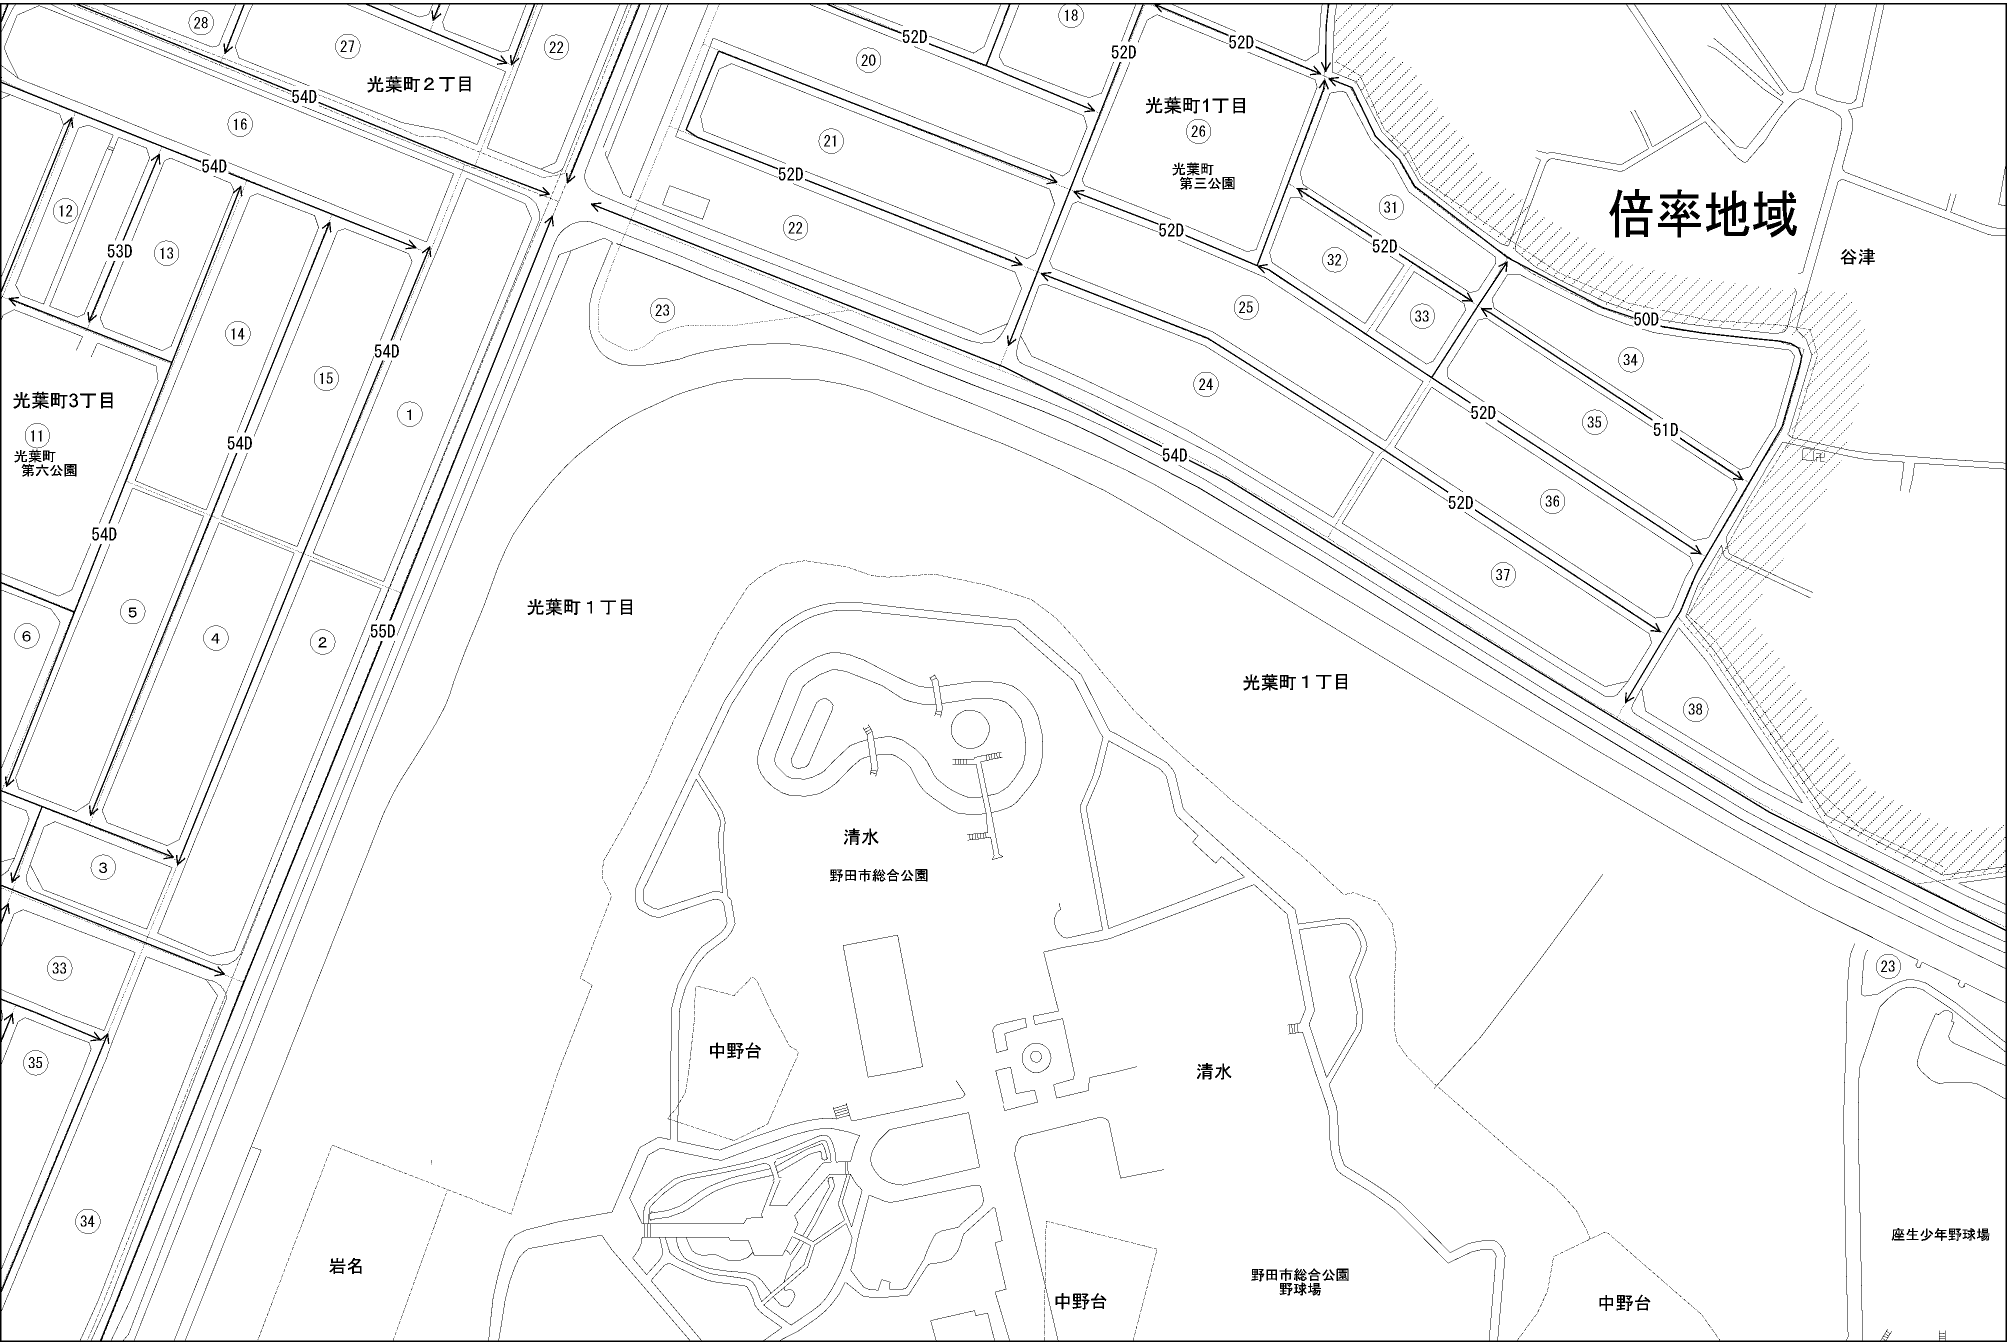 28
27
22
18
52D
52D
52D
20
光葉町２丁目
54D
16
光葉町1丁目
26
光葉町
第三公園
21
54D
52D
12
13
53D
22
52D
31
52D
32
倍率地域
谷津
14
23
25
33
50D
54D
15
34
24
光葉町3丁目
11
光葉町
第六公園
1
54D
52D
35
51D
54D
36
52D
54D
37
5
6
4
2
55D
光葉町１丁目
光葉町１丁目
38
3
清水
野田市総合公園
33
23
35
中野台
清水
34
岩名
座生少年野球場
野田市総合公園
野球場
中野台
中野台